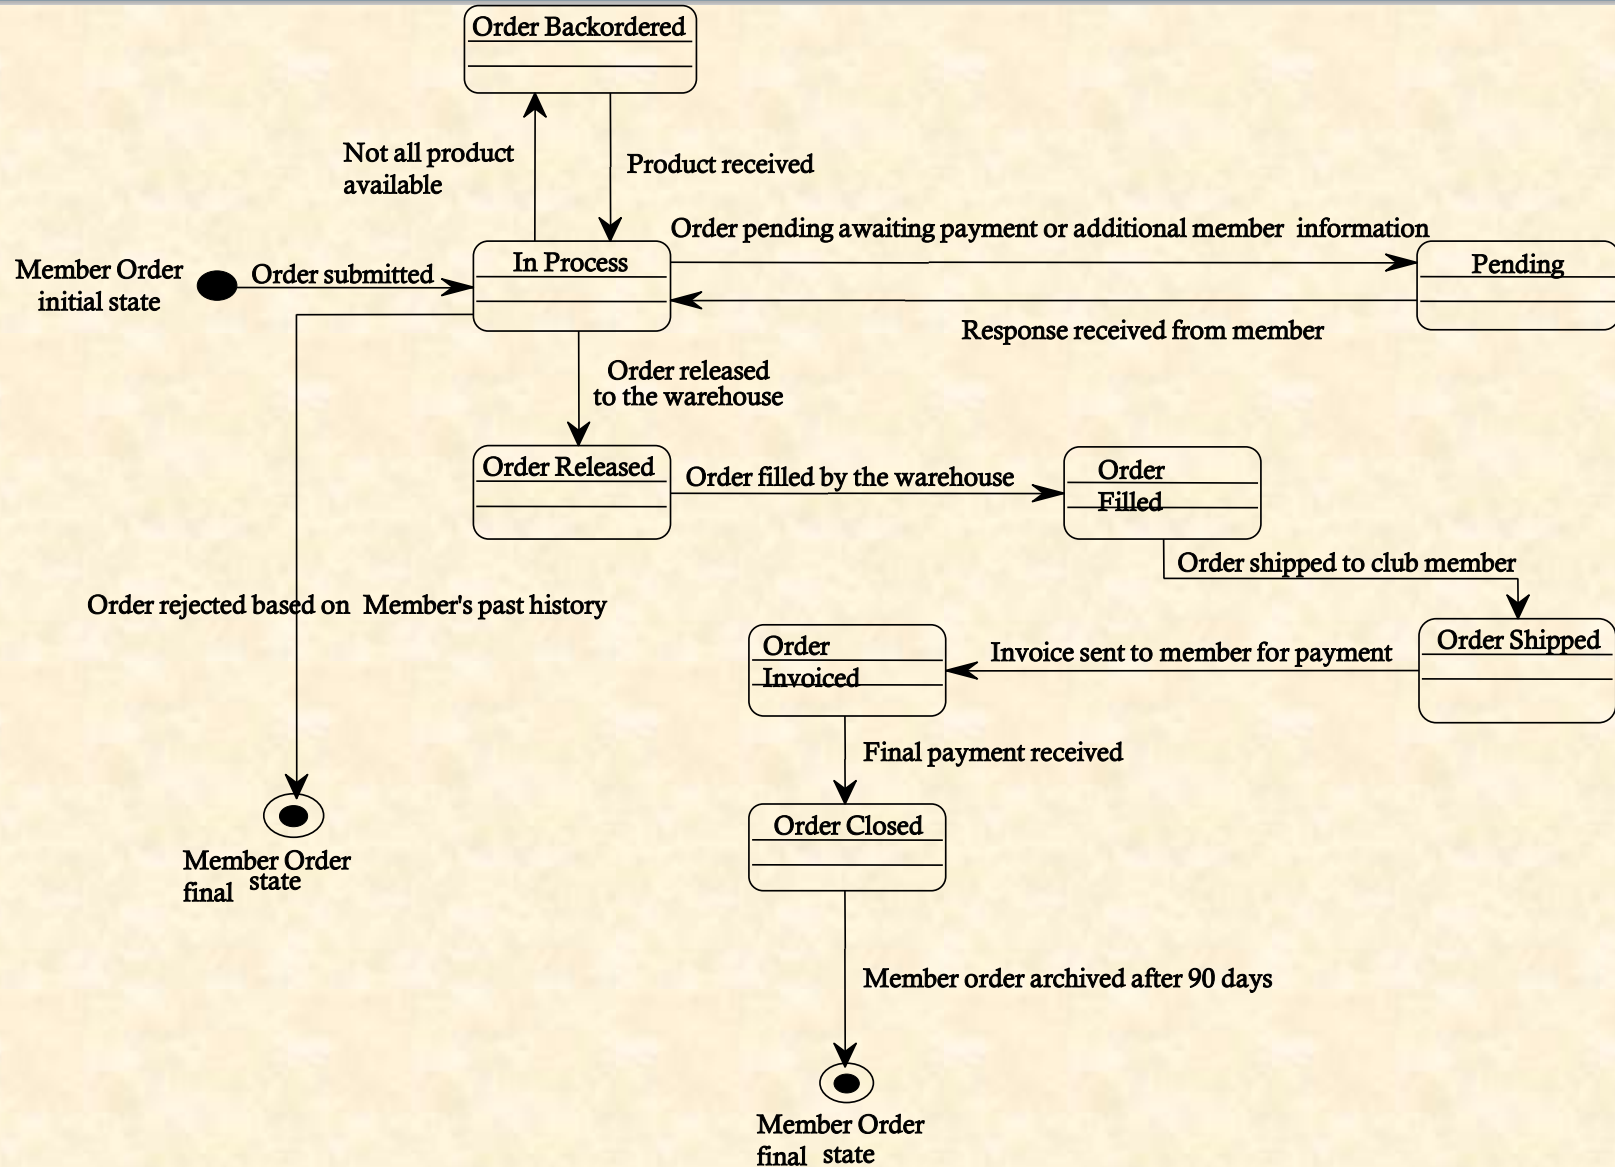 Order Backordered
Not all product
available
Product received
Order pending awaiting payment or additional member information
Member Order
initial state
Order submitted
In Process
Pending
Response received from member
Order released
to the warehouse
Order Released
Order filled by the warehouse
Order
Filled
Order shipped to club member
Order rejected based on Member's past history
Order
Invoiced
Invoice sent to member for payment
Order Shipped
Final payment received
Order Closed
Member Order
final state
Member order archived after 90 days
Member Order
final state